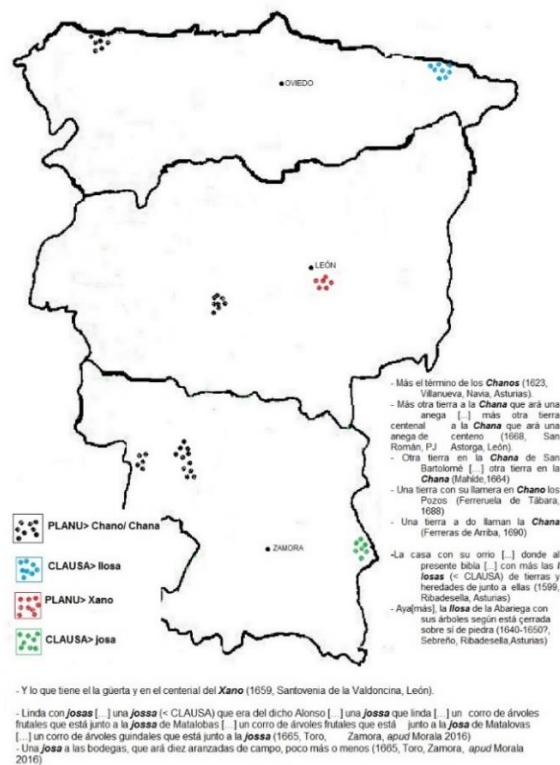 OVIEDO
LEÓN
- Más el término de los Chanos (1623,
Villanueva, Navia, Asturias).
- Más otra tierra a la Chana que ará una
anega [...] más otra tierra
centenal a la Chana que ará una
anega de centeno (1668, San
Román, PJ Astorga, León).
- Otra tierra en la Chana de San
Bartolomé [...] otra tierra en la
Chana (Mahíde,1664)
- Una tierra con su llamera en Chano los
Pozos (Ferreruela de Tábara,
1688)
- Una tierra a do llaman la Chana
(Ferreras de Arriba, 1690)
PLANU> Chano/ Chana
CLAUSA> llosa
PLANU> Xano
CLAUSA> josa
ZAMORA
-La casa con su orrio [...] donde al
presente bibía [...] con más las l
losas (< CLAUSA) de tierras y
heredades de junto a ellas (1599,
Ribadesella, Asturias)
- Aya[más], la llosa de la Abariega con
sus árboles según está çerrada
sobre sí de piedra (1640-1650?,
Sebreño, Ribadesella,Asturias)
- Y lo que tiene el la güerta y en el centenal del Xano (1659, Santovenia de la Valdoncina, León).
- Linda con josas [...] una jossa (< CLAUSA) que era del dicho Alonso [...] una jossa que linda [...] un corro de árboles
frutales que está junto a la jossa de Matalobas [...] un corro de árboles frutales que está junto a la josa de Matalovas
[...] un corro de árboles guindales que está junto a la jossa (1665, Toro, Zamora, apud Morala 2016)
- Una josa a las bodegas, que ará diez aranzadas de campo, poco más o menos (1665, Toro, Zamora, apud Morala
2016)